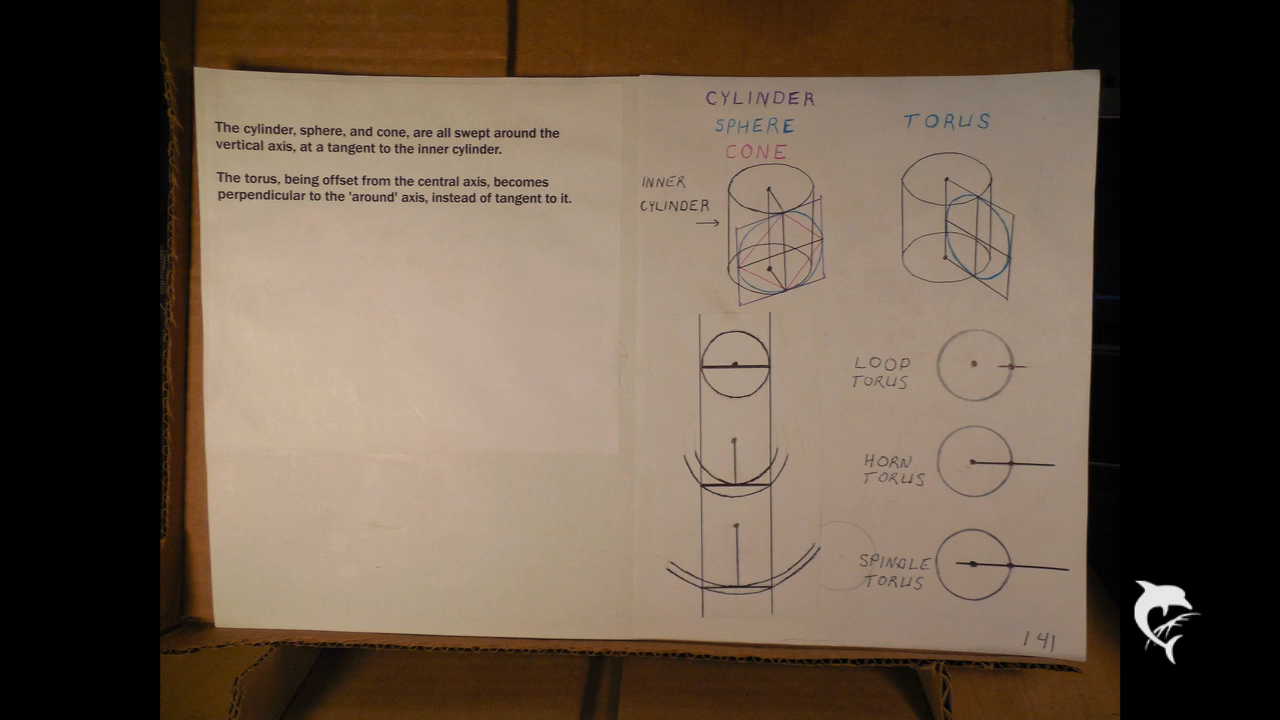 The cylinder, sphere, and cone, are all swept around the
vertical axis, at a tangent to the inner cylinder.
The torus, being offset from the central axis, becomes
perpendicular to the 'around' axis, instead of tangent to it.
CYLINDER
SPHERE
CONE
INNER
CYLINDER
TORUS
LOOP
TORUS
HORN
TORUS
SPINDLE
TORUS
141